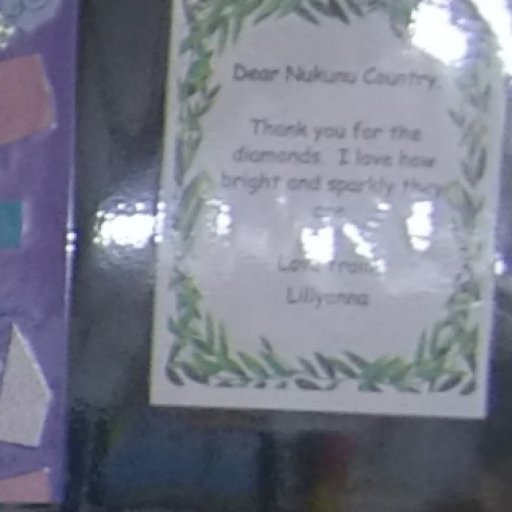 Dear Nukunu Country
Thank you for the
diamonds. I love how
bright and sparkly they
are.
Love from
Lillyanna